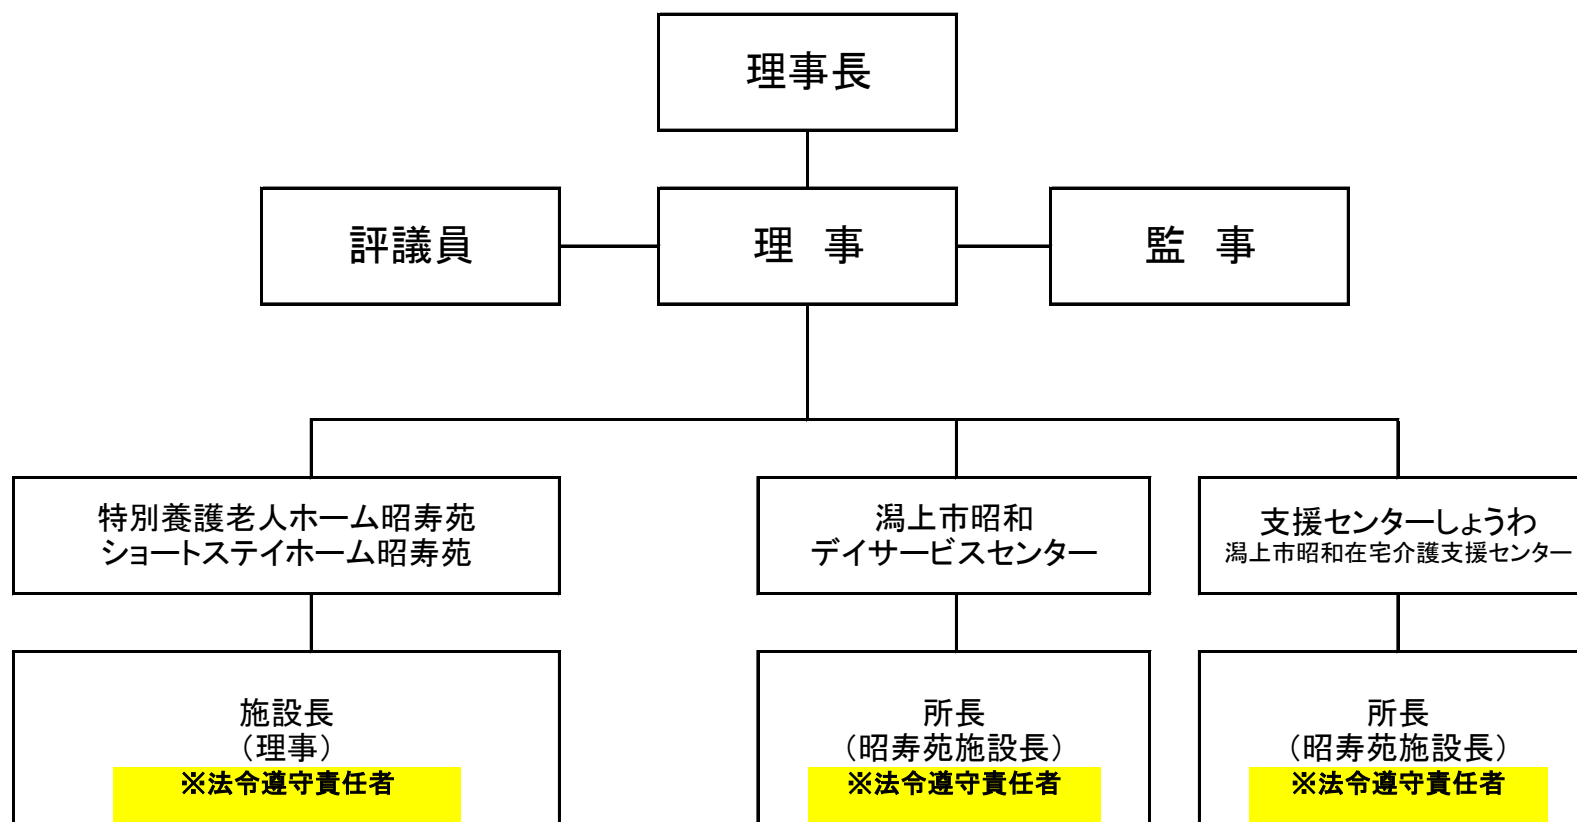 理事長
評議員
理　事
監　事
特別養護老人ホーム昭寿苑
ショートステイホーム昭寿苑
潟上市昭和
デイサービスセンター
支援センターしょうわ
潟上市昭和在宅介護支援センター
施設長
（理事）
※法令遵守責任者
所長
（昭寿苑施設長）
※法令遵守責任者
所長
（昭寿苑施設長）
※法令遵守責任者